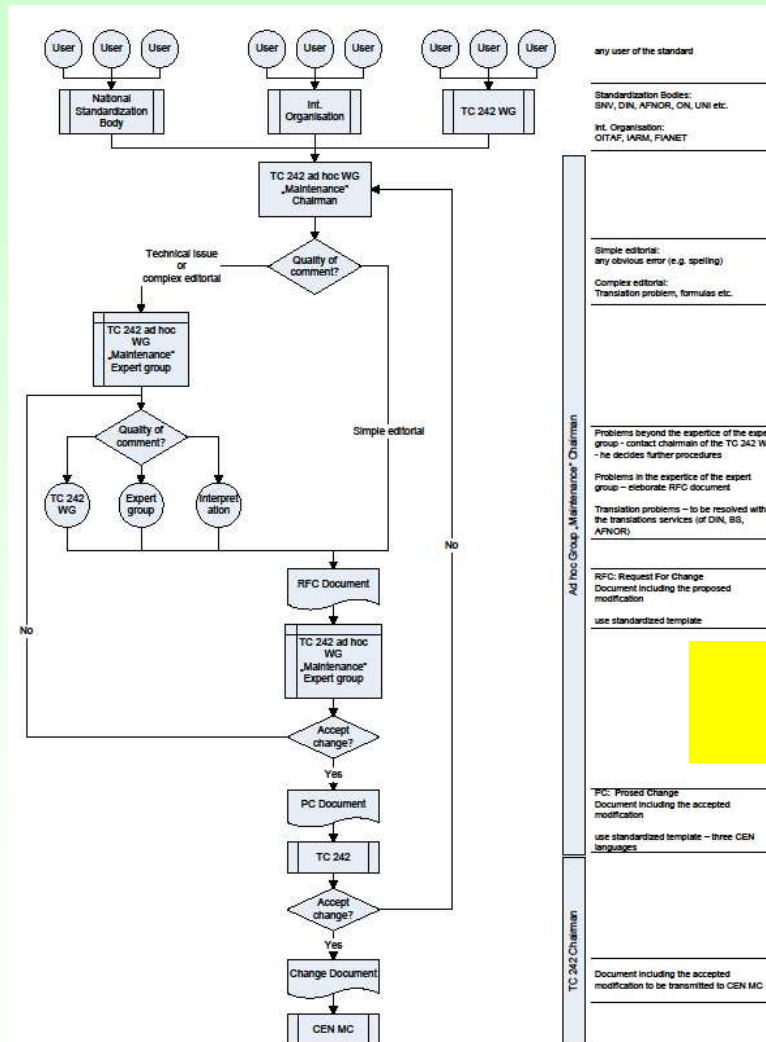 User
User
User
User
User
User
User
User
User
any user of the standard
National
Standardization
Body
Int.
Organisation
TC 242 WG
Standardization Bodies:
SNV, DIN, AFNOR, ON, UNI etc.
Int. Organisation:
OITAF, IARM, FIANET
TC 242 ad hoc WG
„Maintenance"
Chairman
Technical issue
or
complex editorial
Quality of
comment?
Simple editorial:
any obvious error (e.g. spelling)
Complex editorial:
Translation problem, formulas etc.
TC 242 ad hoc
WG
„Maintenance"
Expert group
Quality of
comment?
Simple editorial
TC 242
WG
Expert
group
Interpret
ation
Problems beyond the expertice of the expe
group - contact chairmain of the TC 242 W
- he decides further procedures
Problems in the expertice of the expert
group – eleborate RFC document
Translation problems – to be resolved with
the translations services (of DIN, BS,
AFNOR)
No
Ad hoc Group „Maintenance" Chairman
RFC Document
RFC: Request For Change
Document including the proposed
modification
use standardized template
No
TC 242 ad hoc
WG
„Maintenance"
Expert group
Accept
change?
Yes
PC Document
PC: Prosed Change
Document including the accepted
modification
use standardized template – three CEN
languages
TC 242
Accept
change?
Yes
TC 242 Chairman
Change Document
Document including the accepted
modification to be transmitted to CEN MC
CEN MC